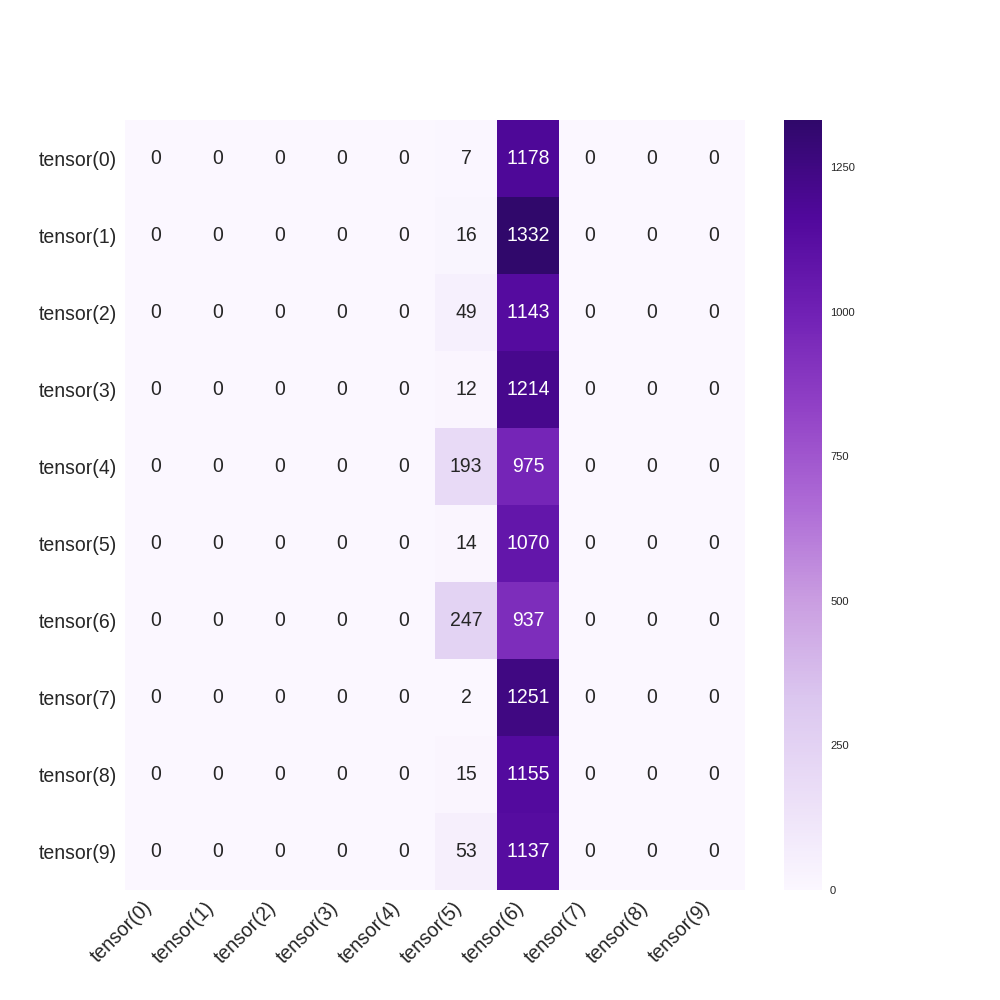 tensor(0) 0 0 0 0 0 7 1178 0 0 0
tensor(1) 0 0 0 0 0 16 1332 0 0 0
tensor(2) 0 0 0 0 0 49 1143 0 0 0
tensor(3) 0 0 0 0 0 12 1214 0 0 0
tensor(4) 0 0 0 0 0 193 975 0 0 0
tensor(5) 0 0 0 0 0 14 1070 0 0 0
tensor(6) 0 0 0 0 0 247 937 0 0 0
tensor(7) 0 0 0 0 0 2 1251 0 0 0
tensor(8) 0 0 0 0 0 15 1155 0 0 0
tensor(9) 0 0 0 0 0 53 1137 0 0 0
tensor(0) tensor(1) tensor(2) tensor(3) tensor(4) tensor(5) tensor(6) tensor(7) tensor(8) tensor(9)
1250
1000
750
500
250
0